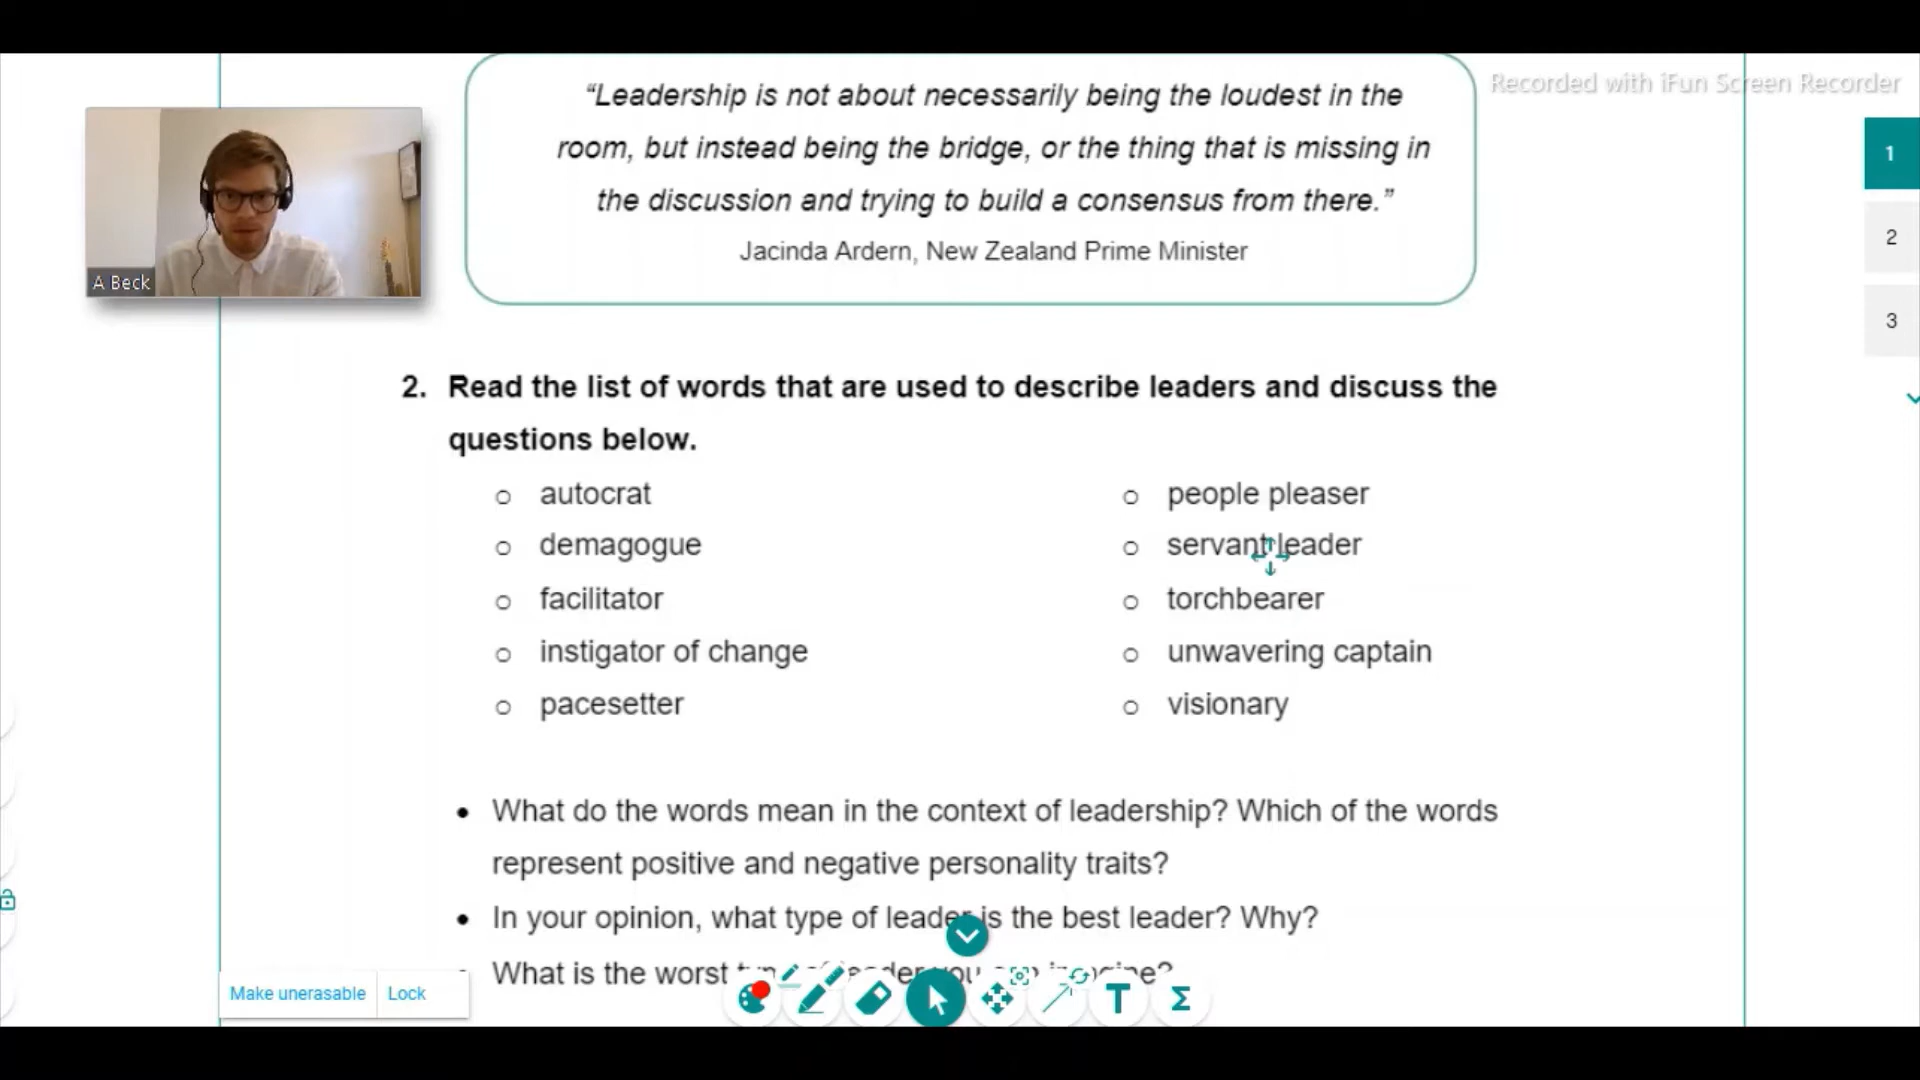 “Leadership is not about necessarily being the loudest in the
room, but instead being the bridge, or the thing that is missing in
the discussion and trying to build a consensus from there.”
Jacinda Ardern, New Zealand Prime Minister
Recorded with iFun Screen Recorder
A Beck
1
2
3
2. Read the list of words that are used to describe leaders and discuss the
questions below.
autocrat
demagogue
facilitator
instigator of change
pacesetter
people pleaser
servant leader
torchbearer
unwavering captain
visionary
What do the words mean in the context of leadership? Which of the words
represent positive and negative personality traits?
In your opinion, what type of leader is the best leader? Why?
What is the worst leader you
Make unerasable Lock
T
Σ